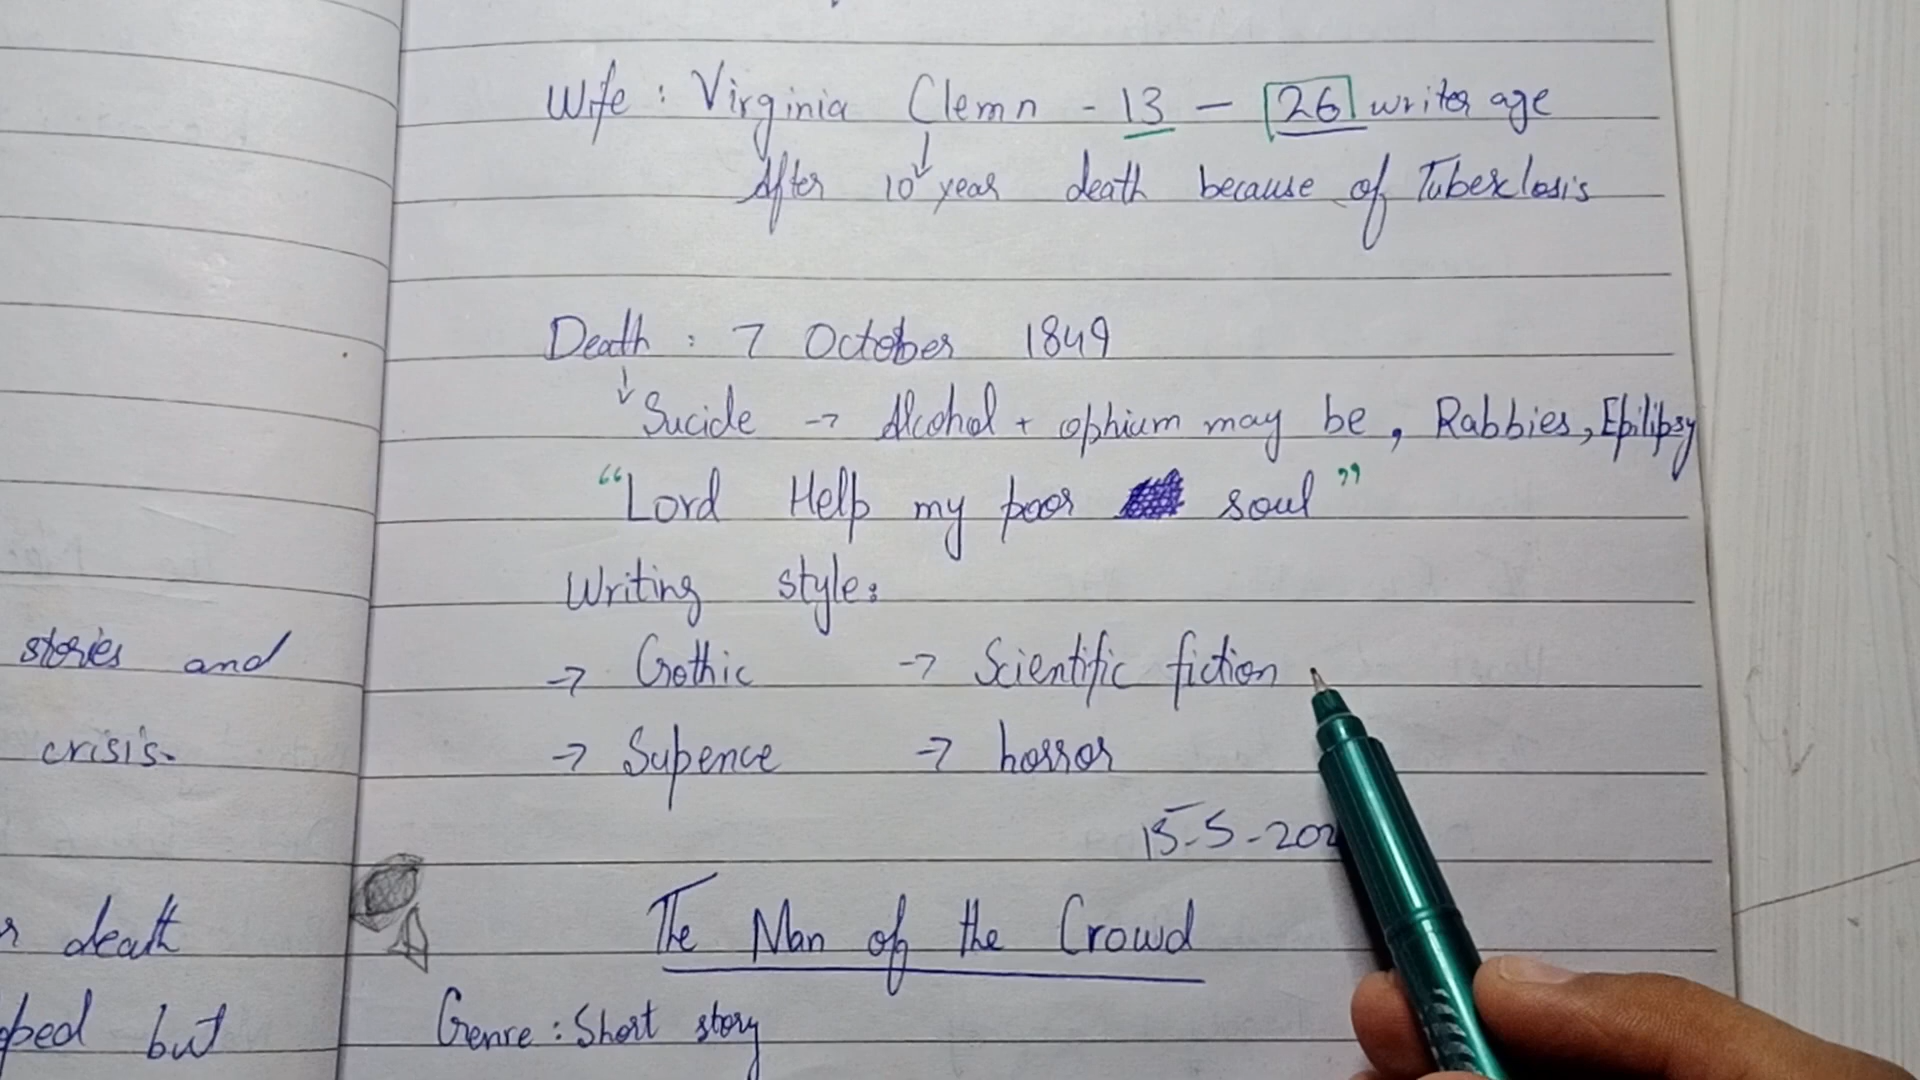 stories and
crisis.
death
but
Wife : Virginia Clemn - 13 - 26 writer age
After 10 year death because of Tuberclosis
Death : 7 October 1849
Sucide → Alcohol + ophium may be, Rabbies, Epilipsy
"Lord Help my poor soul"
Writing style:
→ Gothic → Scientific fiction
→ Supence → horror
15-5-202
The Man of the Crowd
Genre : Short story